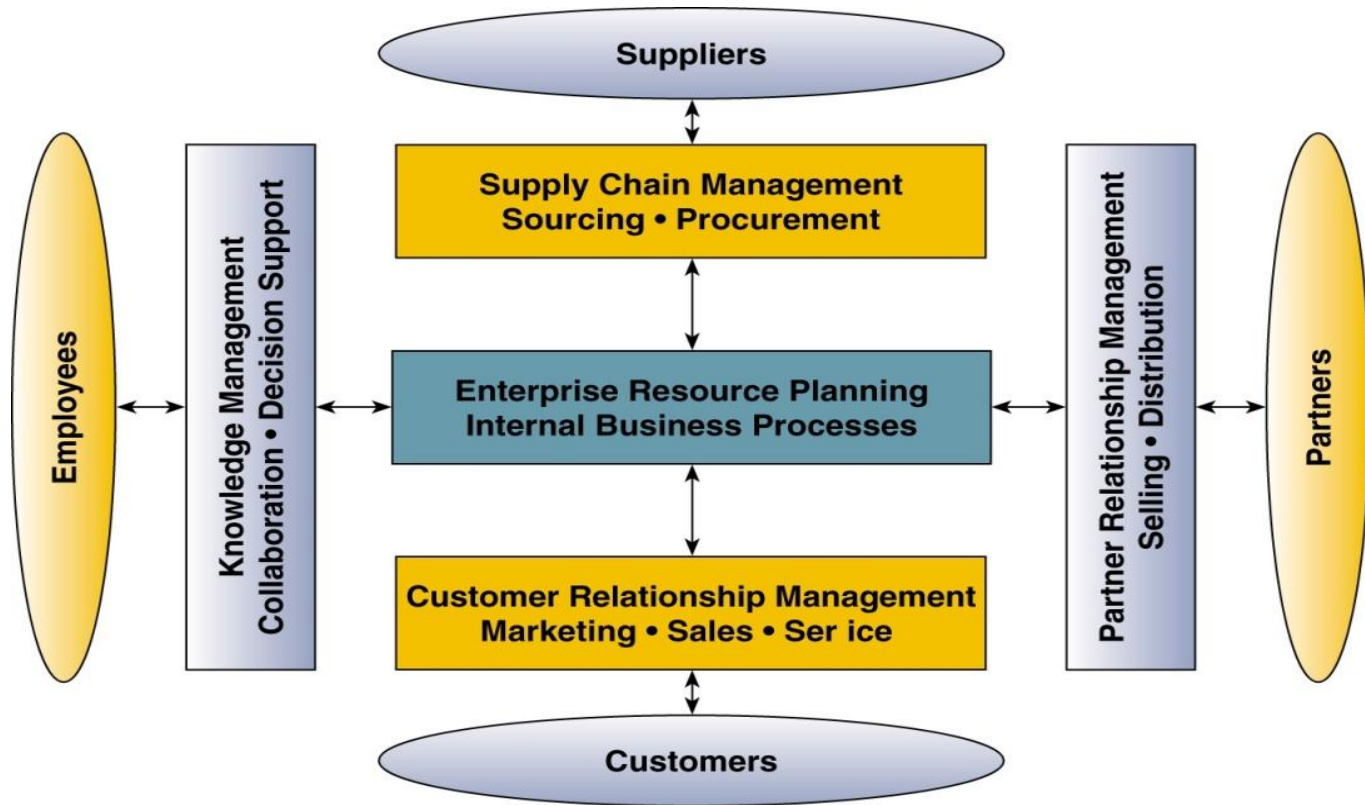 Suppliers
Supply Chain Management
Sourcing • Procurement
Employees
Knowledge Management
Collaboration • Decision Support
Enterprise Resource Planning
Internal Business Processes
Partner Relationship Management
Selling • Distribution
Partners
Customer Relationship Management
Marketing • Sales • Ser ice
Customers